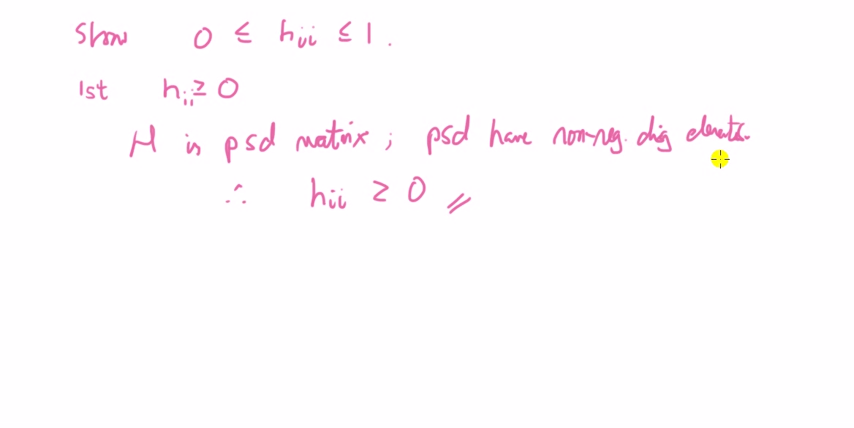 Show 0 ≤ hii ≤ 1.
1st hii ≥ 0
H is psd matrix ; psd have non-neg. diag elements.
∴ hii ≥ 0 //